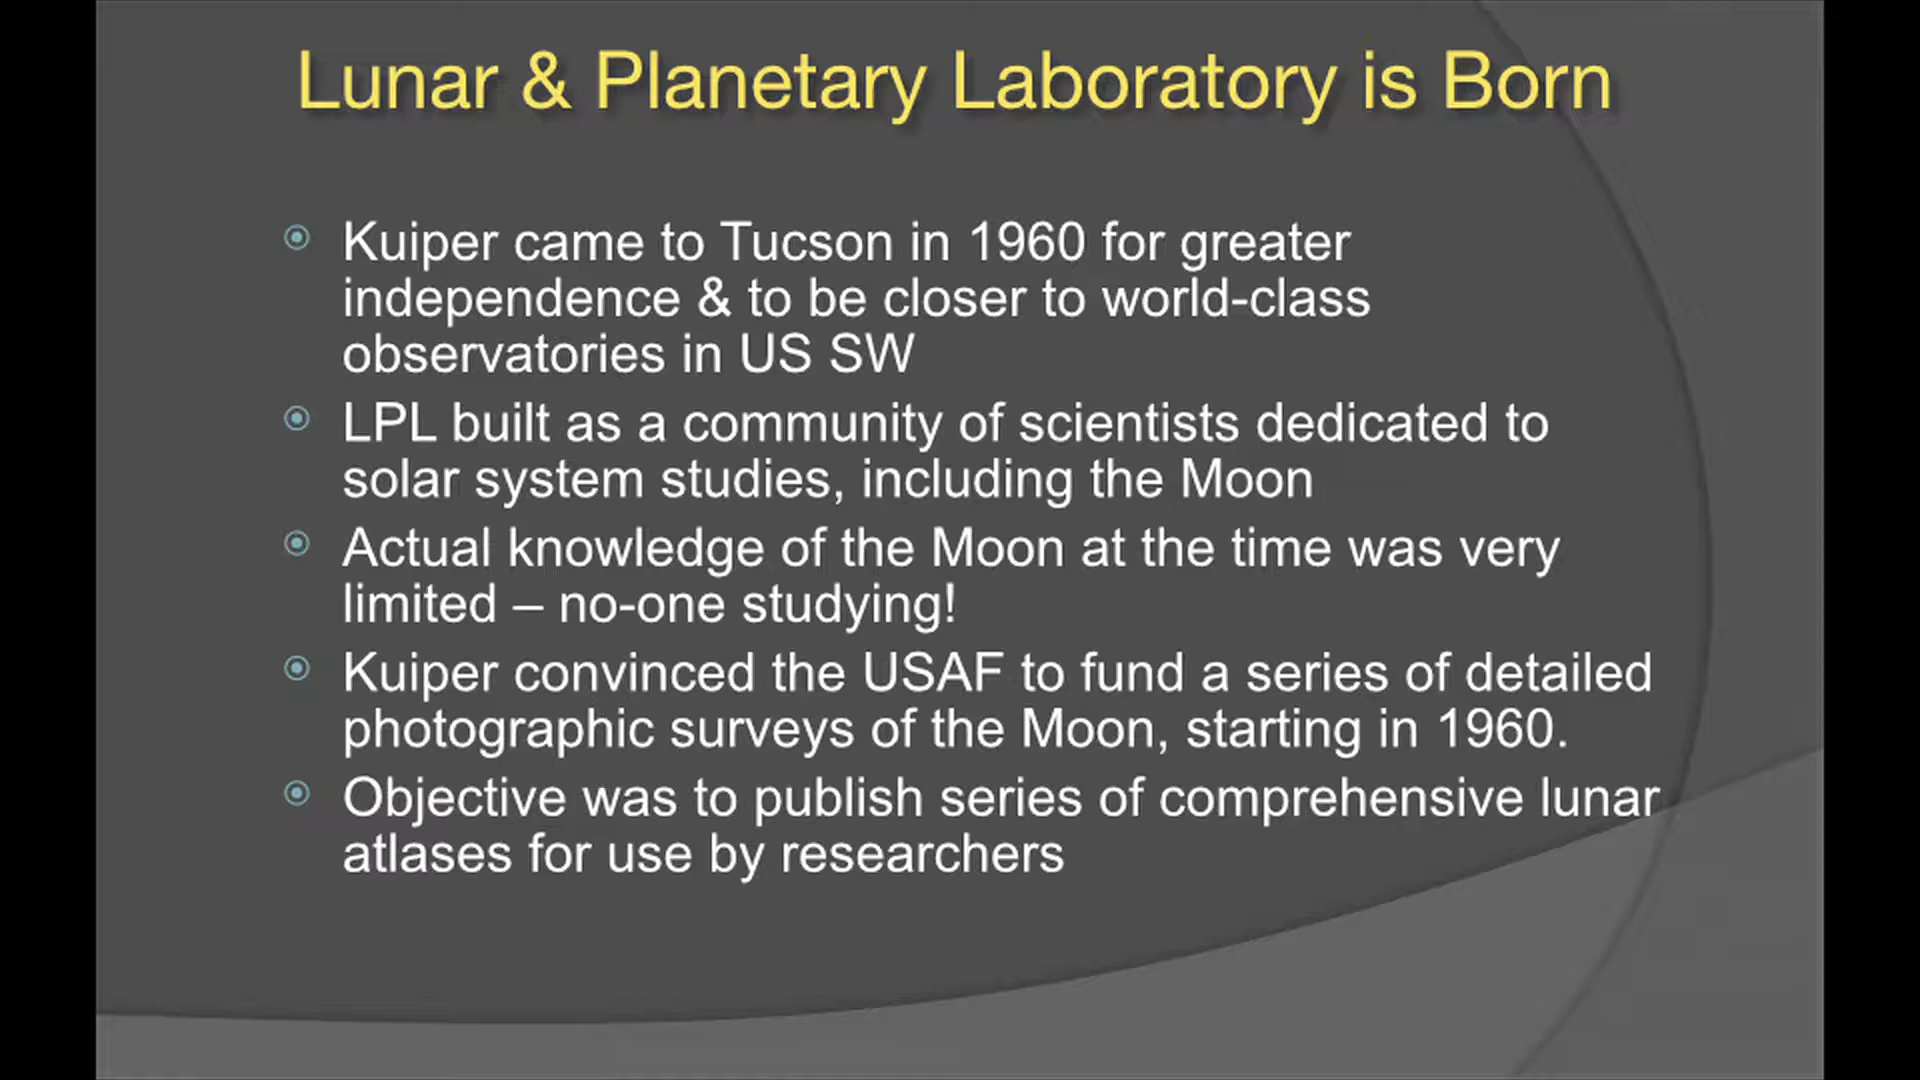 Lunar & Planetary Laboratory is Born
Kuiper came to Tucson in 1960 for greater
independence & to be closer to world-class
observatories in US SW
LPL built as a community of scientists dedicated to
solar system studies, including the Moon
Actual knowledge of the Moon at the time was very
limited – no-one studying!
Kuiper convinced the USAF to fund a series of detailed
photographic surveys of the Moon, starting in 1960.
Objective was to publish series of comprehensive lunar
atlases for use by researchers